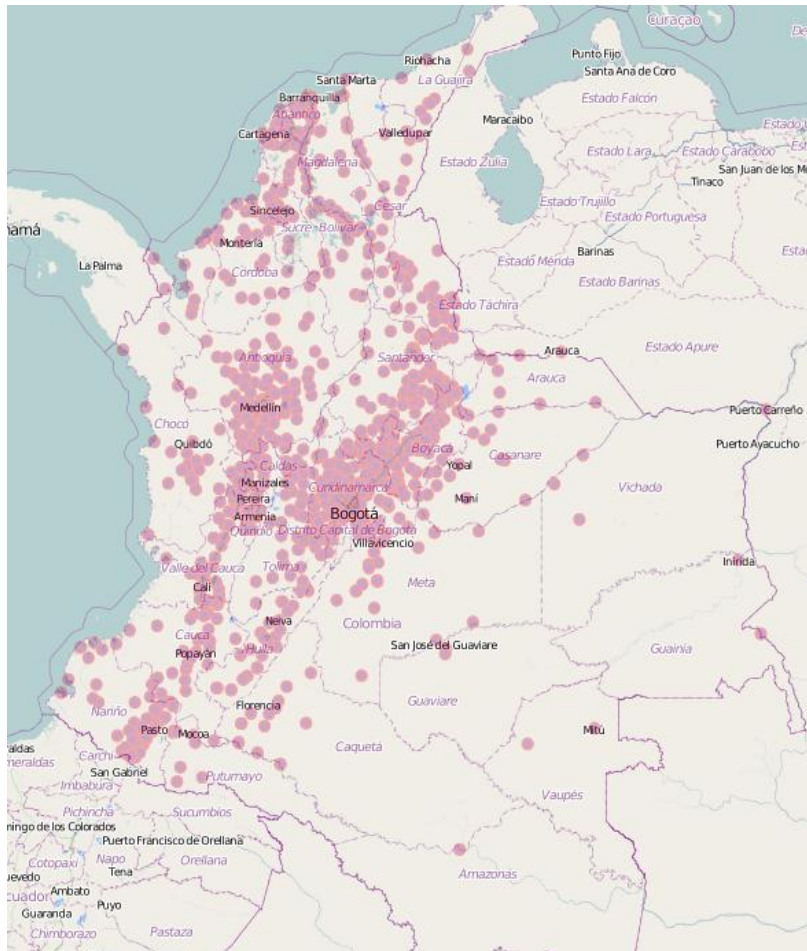 Curaçao
Riohacha
Punto Fijo
Santa Marta
La Guajira
Santa Ana de Coro
Barranquilla
Estado Falcón
Atlántico
Maracaibo
Cartagena
Valledupar
Estado Lara
Estado Carabobo
Magdalena
Estado Zulia
San Juan de los M
Tinaco
Cesar
Estado Trujillo
Sincelejo
Estado Portuguesa
Sucre
Bolívar
namá
Montería
Barinas
La Palma
Estado Mérida
Córdoba
Estado Barinas
Estado Táchira
Antioquia
Santander
Arauca
Estado Apure
Arauca
Medellín
Puerto Carreño
Chocó
Quibdó
Boyacá
Puerto Ayacucho
Casanare
Caldas
Yopal
Manizales
Cundinamarca
Vichada
Pereira
Maní
Armenia
Bogotá
Quindío
Distrito Capital de Bogotá
Villavicencio
Valle del Cauca
Tolima
Inírida
Cali
Meta
Neiva
Colombia
Cauca
San José del Guaviare
Popayán
Huila
Guainía
Guaviare
Florencia
Nariño
Pasto
Mocoa
Mitú
raldas
Carchi
Caquetá
meraldas
San Gabriel
Putumayo
Imbabura
Vaupés
Pichincha
Sucumbios
mingo de los Colorados
Puerto Francisco de Orellana
Cotopaxi
Napo
Orellana
uevedo
Tena
Amazonas
Ambato
cuador
Puyo
Guaranda
Chimborazo
Pastaza